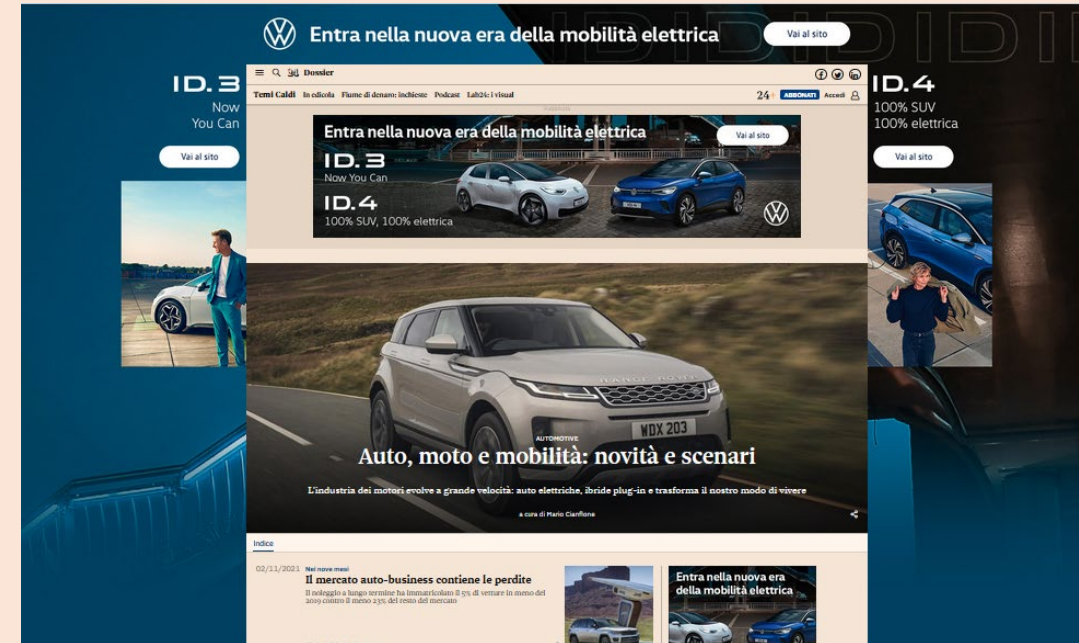 Entra nella nuova era della mobilità elettrica
Vai al sito
ID.3
Now
You Can
Vai al sito
ID.4
100% SUV
100% elettrica
Vai al sito
Dossier
Temi Caldi In edicola Fiume di denaro: inchieste Podcast Lab24: i visual
24+ ABBONATI Accedi
Entra nella nuova era della mobilità elettrica
Vai al sito
ID.3
Now You Can
ID.4
100% SUV, 100% elettrica
RANGE ROVER
WDX 203
AUTOMOTIVE
Auto, moto e mobilità: novità e scenari
L'industria dei motori evolve a grande velocità: auto elettriche, ibride plug-in e trasforma il nostro modo di vivere
a cura di Mario Cianflone
Indice
02/11/2021 Nei nove mesi
Il mercato auto-business contiene le perdite
Il noleggio a lungo termine ha immatricolato il 5% di vetture in meno del
2019 contro il meno 23% del resto del mercato
Entra nella nuova era
della mobilità elettrica